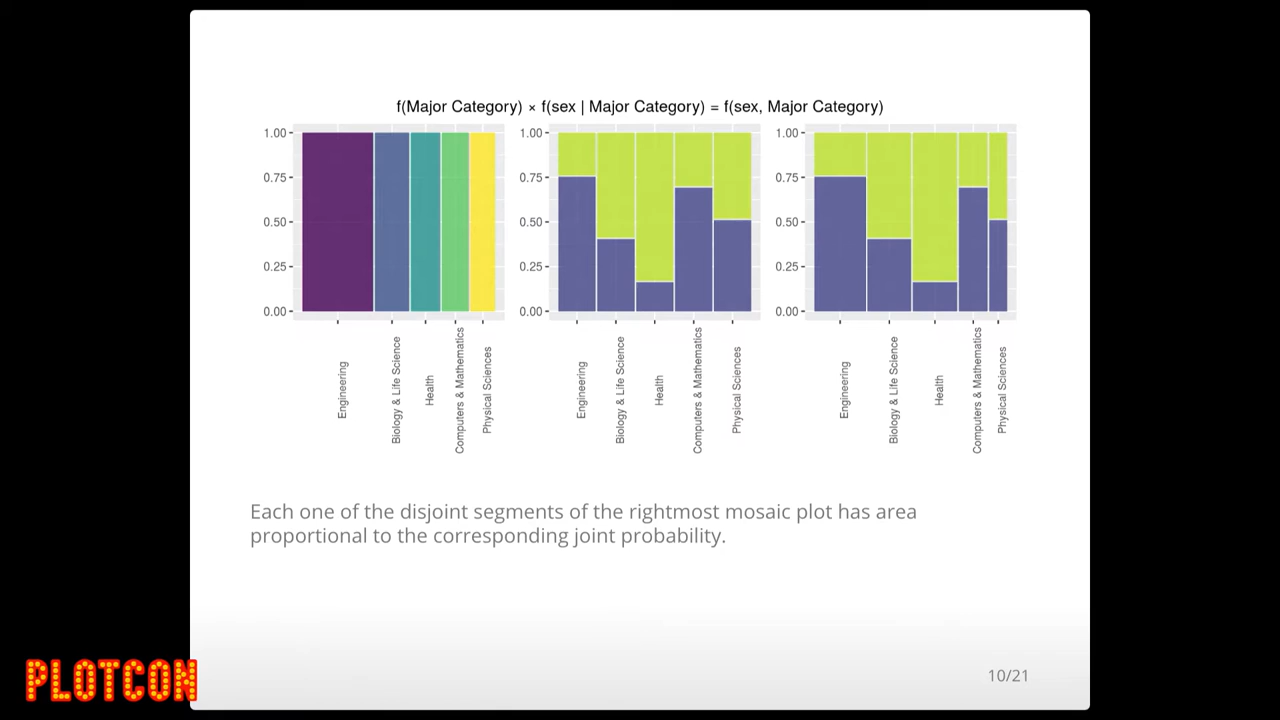 f(Major Category) × f(sex | Major Category) = f(sex, Major Category)
1.00
0.75
0.50
0.25
0.00
Engineering
Biology & Life Science
Health
Computers & Mathematics
Physical Sciences
1.00
0.75
0.50
0.25
0.00
Engineering
Biology & Life Science
Health
Computers & Mathematics
Physical Sciences
1.00
0.75
0.50
0.25
0.00
Engineering
Biology & Life Science
Health
Computers & Mathematics
Physical Sciences
Each one of the disjoint segments of the rightmost mosaic plot has area
proportional to the corresponding joint probability.
10/21
PLOTCON